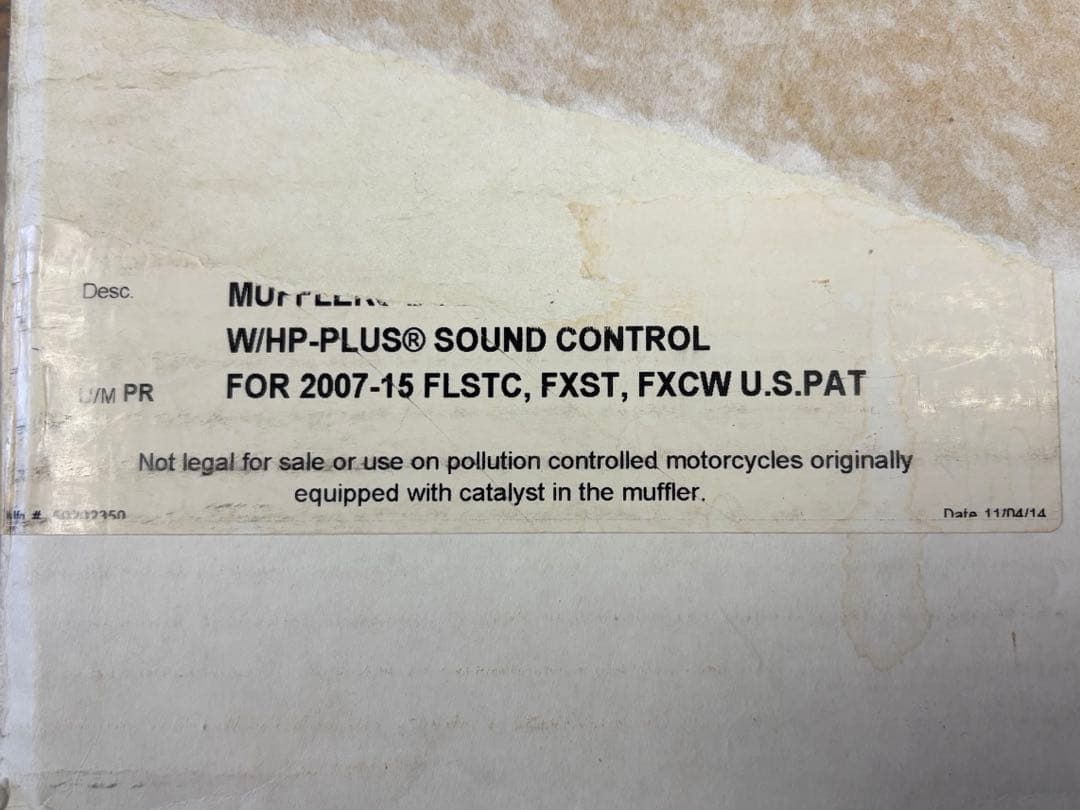 Desc.
W/HP-PLUS® SOUND CONTROL
U/M PR
FOR 2007-15 FLSTC, FXST, FXCW U.S.PAT
Not legal for sale or use on pollution controlled motorcycles originally
equipped with catalyst in the muffler.
Date 11/04/14